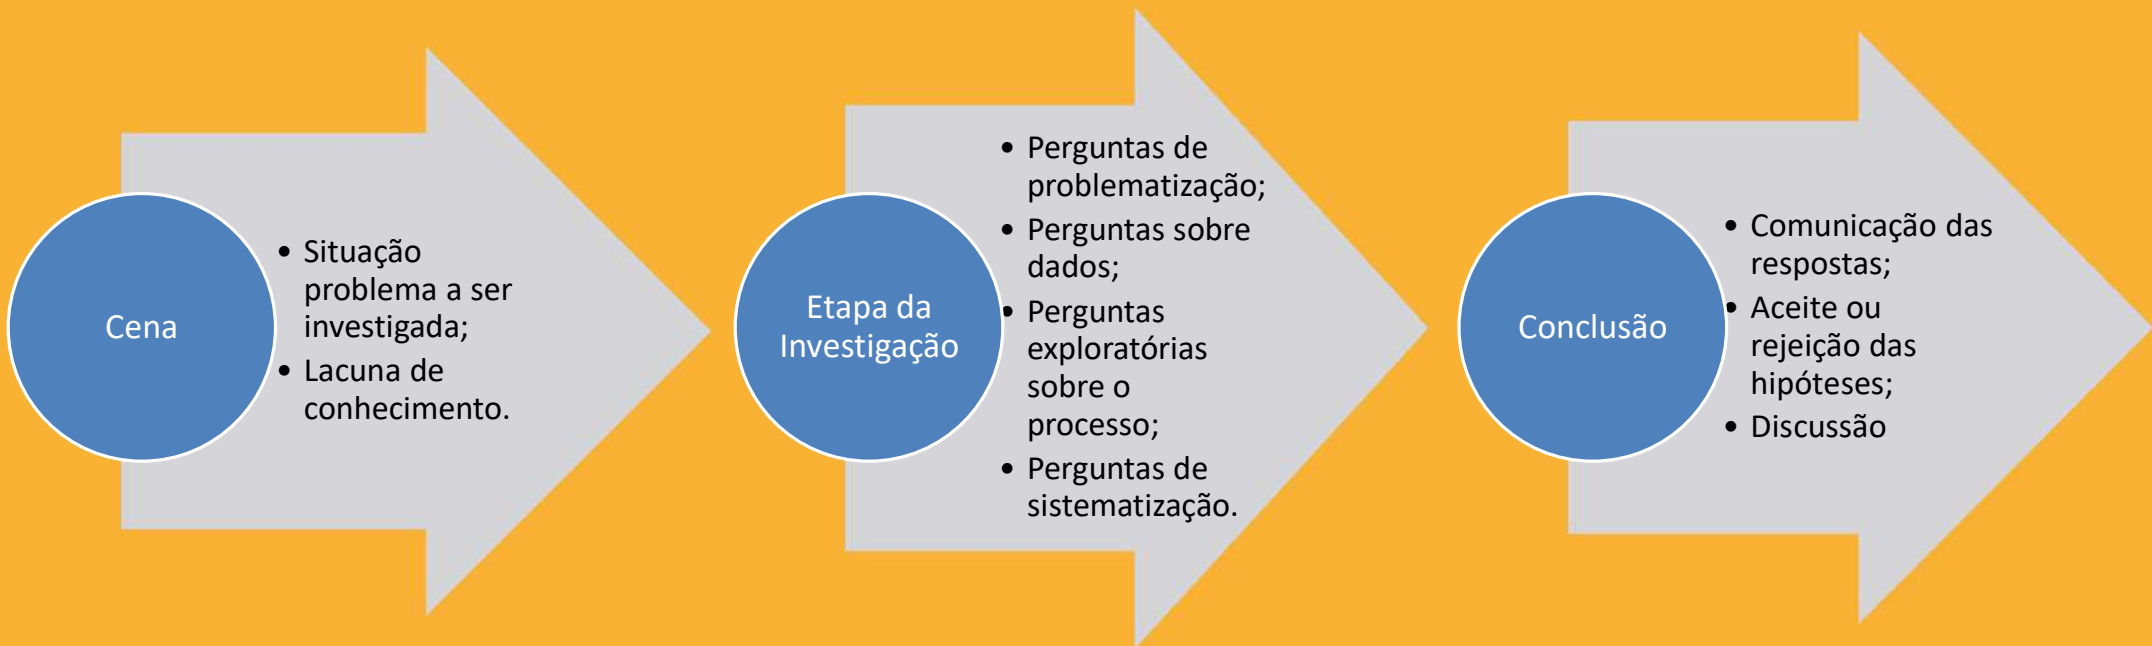 Cena
• Situação
problema a ser
investigada;
• Lacuna de
conhecimento.
Etapa da
Investigação
• Perguntas de
problematização;
• Perguntas sobre
dados;
• Perguntas
exploratórias
sobre o
processo;
• Perguntas de
sistematização.
Conclusão
• Comunicação das
respostas;
• Aceite ou
rejeição das
hipóteses;
• Discussão